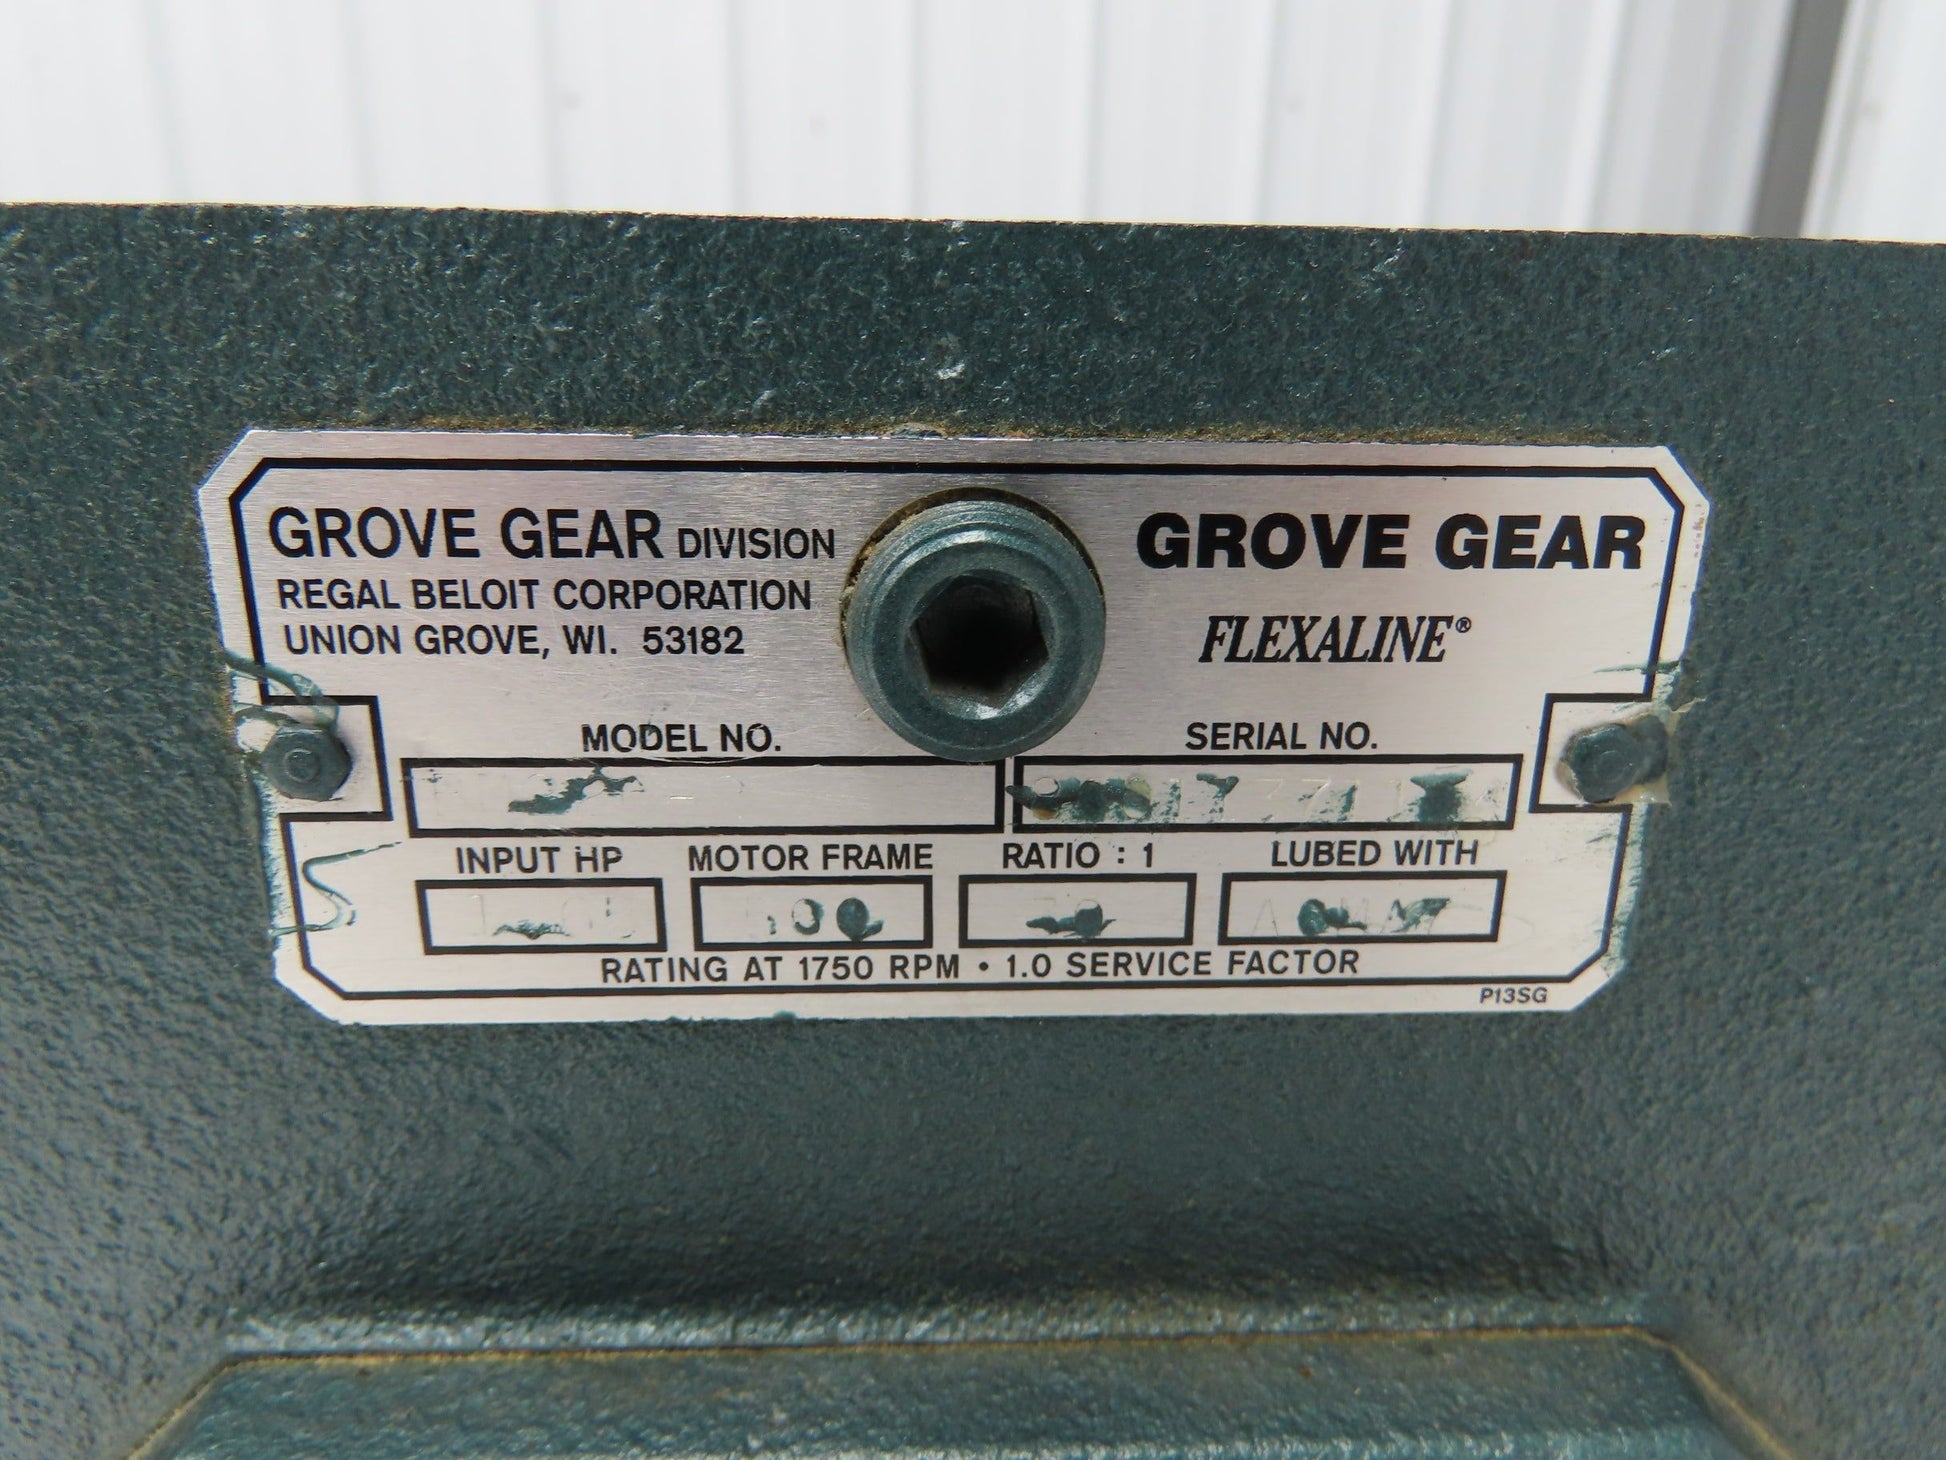 GROVE GEAR DIVISION
REGAL BELOIT CORPORATION
UNION GROVE, WI. 53182
GROVE GEAR
FLEXALINE®
MODEL NO.
SERIAL NO.
INPUT HP
MOTOR FRAME
RATIO : 1
LUBED WITH
RATING AT 1750 RPM • 1.0 SERVICE FACTOR
P13SG